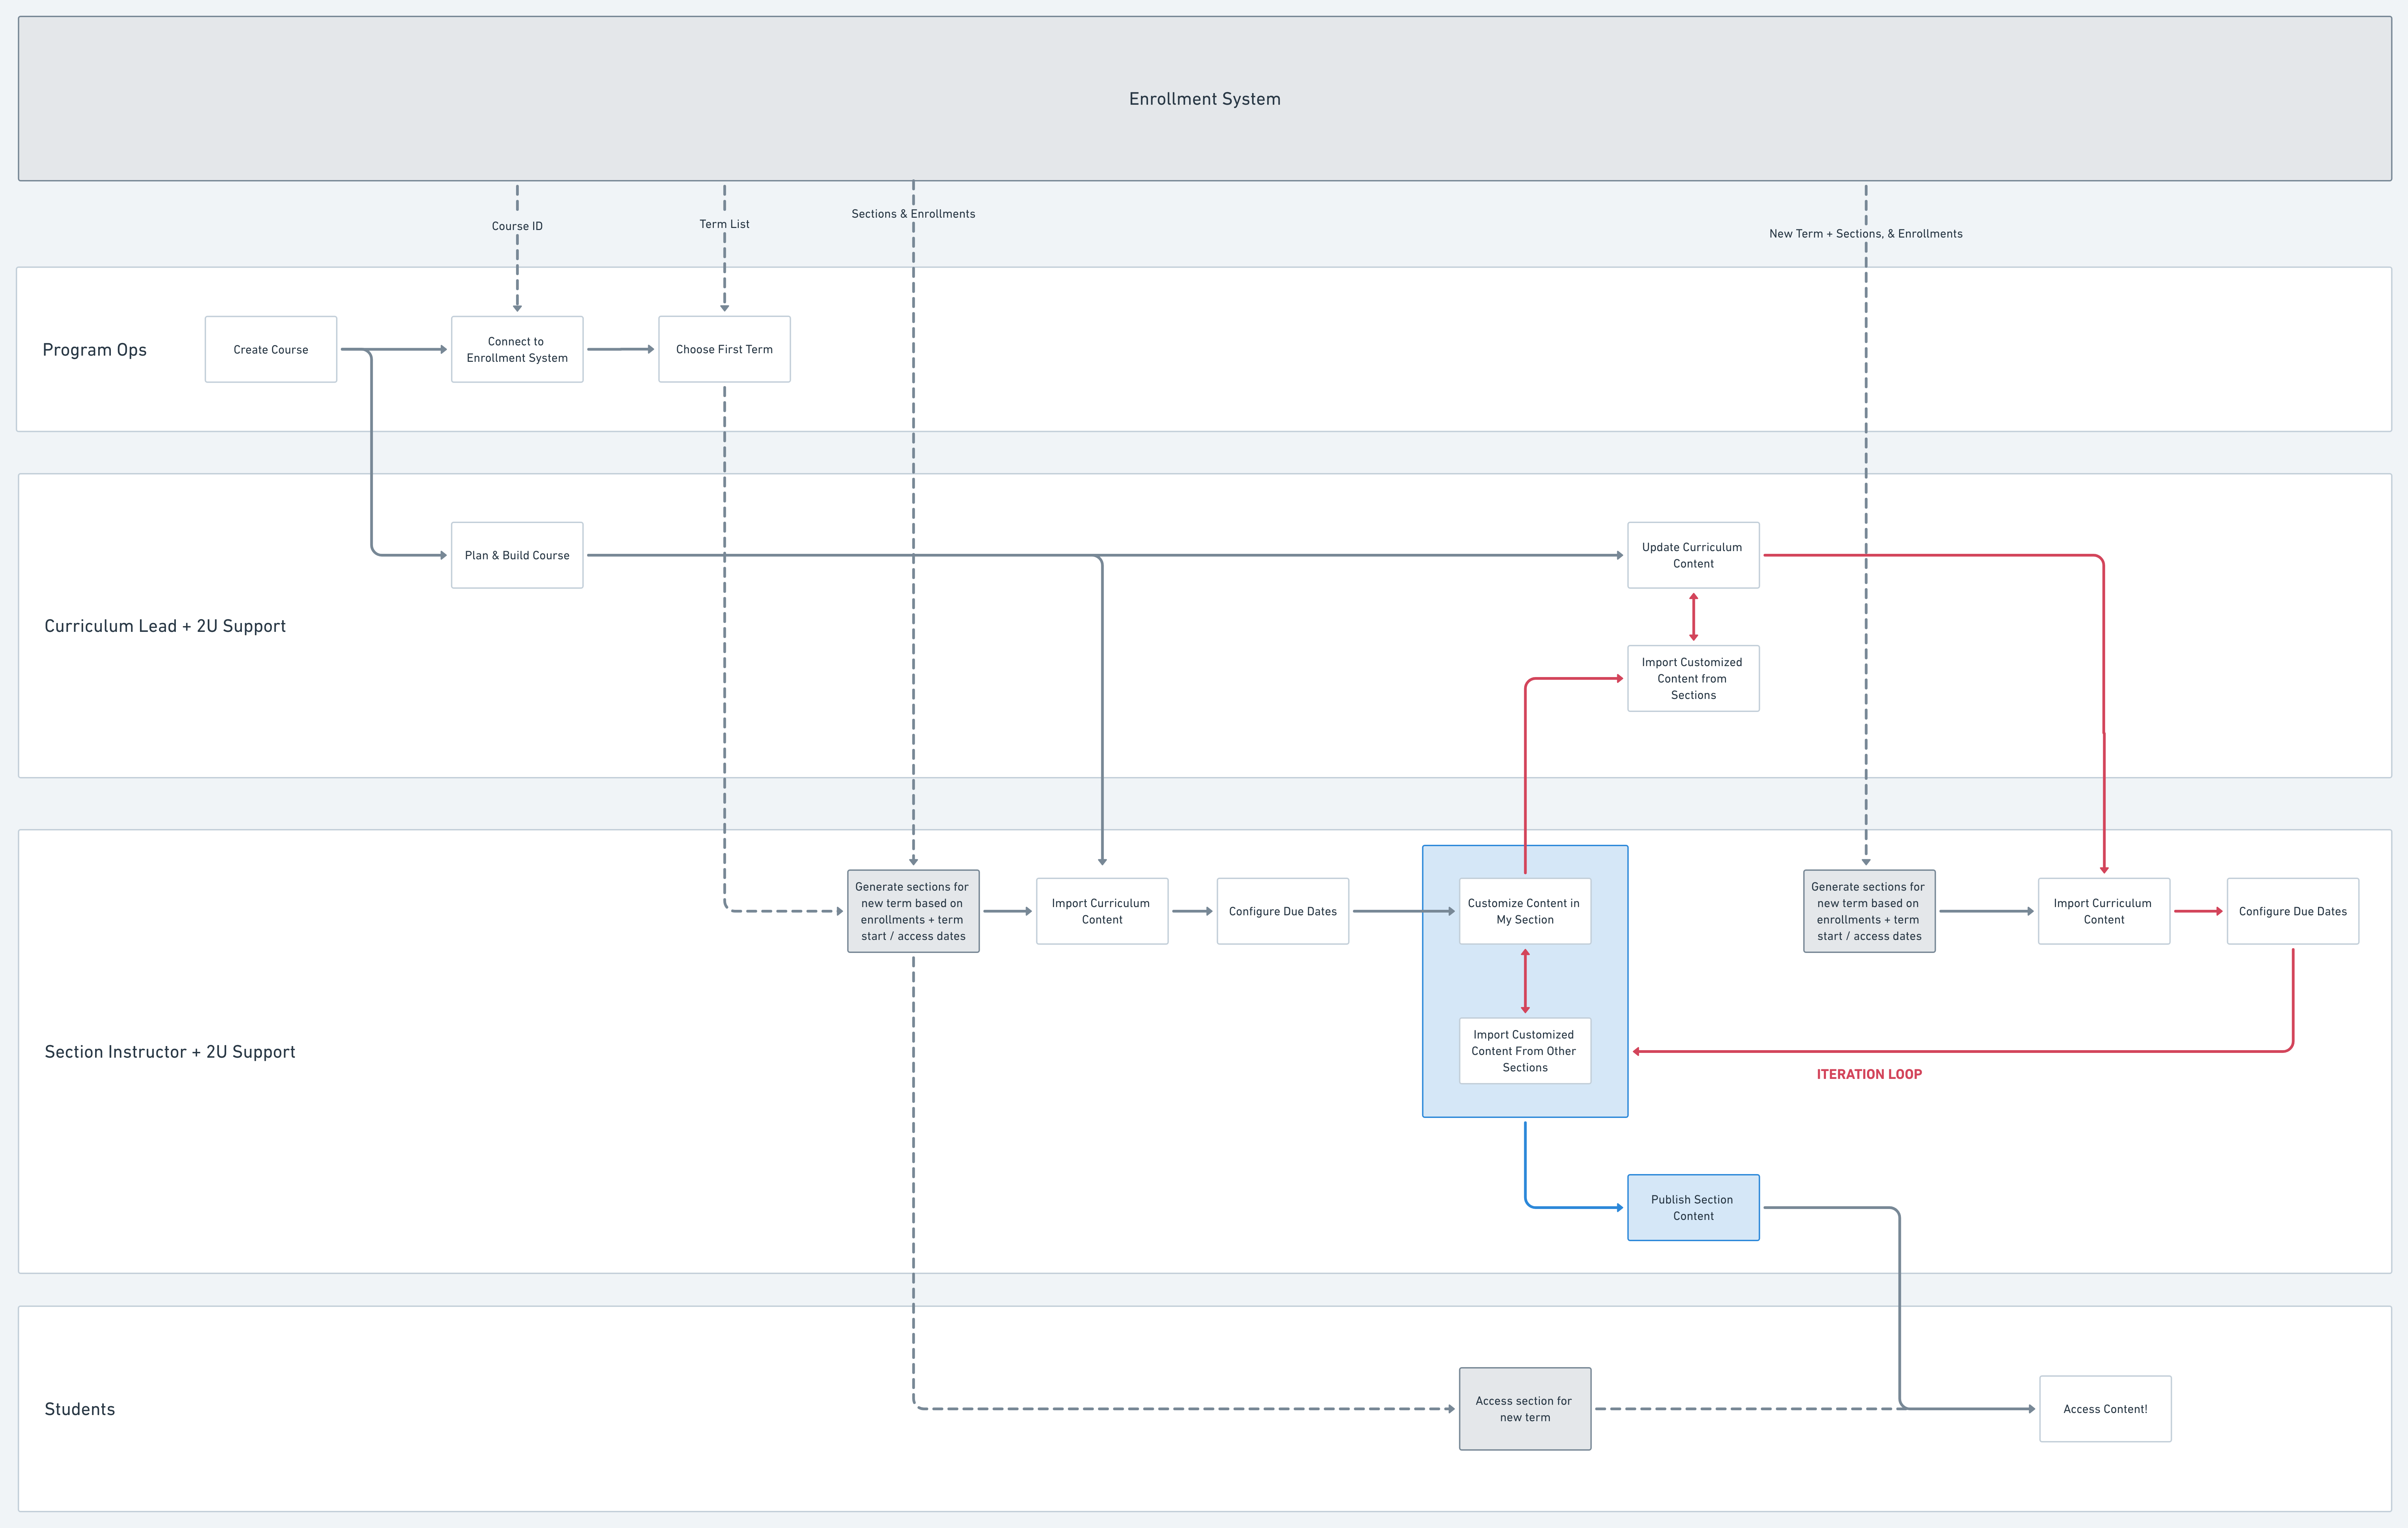 Enrollment System
Course ID
Term List
Sections & Enrollments
New Term + Sections, & Enrollments
Program Ops
Create Course
Connect to
Enrollment System
Choose First Term
Curriculum Lead + 2U Support
Plan & Build Course
Update Curriculum
Content
Import Customized
Content from
Sections
Section Instructor + 2U Support
Generate sections for
new term based on
enrollments + term
start / access dates
Import Curriculum
Content
Configure Due Dates
Customize Content in
My Section
Import Customized
Content From Other
Sections
Generate sections for
new term based on
enrollments + term
start / access dates
Import Curriculum
Content
Configure Due Dates
ITERATION LOOP
Publish Section
Content
Students
Access section for
new term
Access Content!